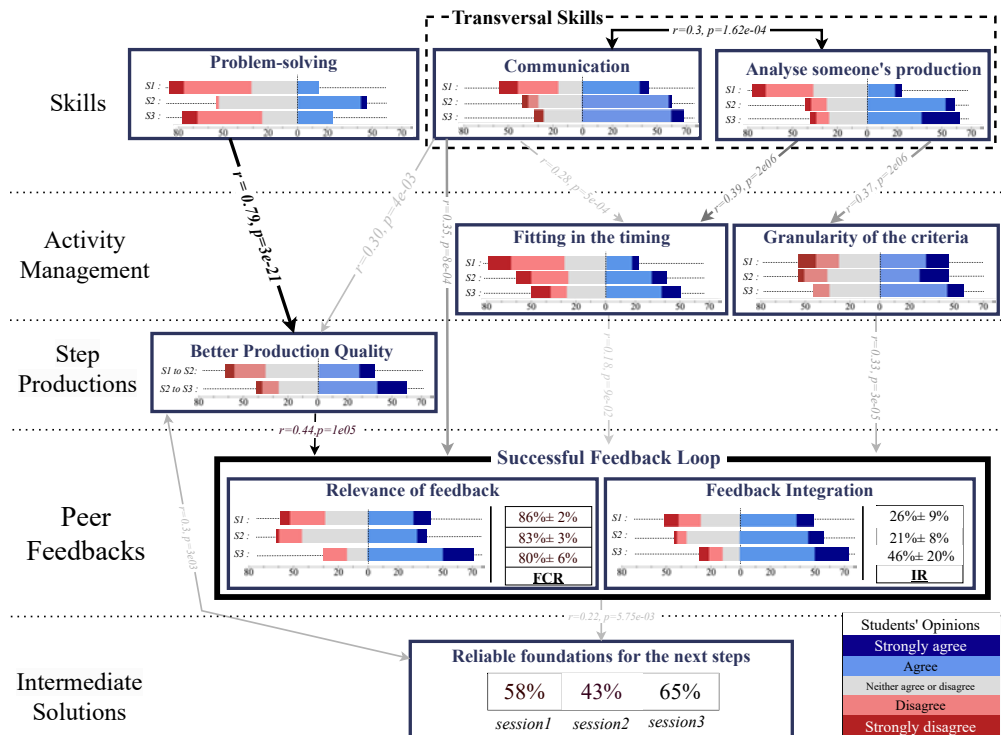 Transversal Skills
r=0.3, p=1.62e-04
Skills
Problem-solving
S1 :
S2 :
S3 :
80 50 20 0 20 50 70
Communication
S1 :
S2 :
S3 :
80 50 20 0 20 50 70
Analyse someone's production
S1 :
S2 :
S3 :
80 50 20 0 20 50 70
r = 0.79, p=3e-21
r=0.30, p=4e-03
r=0.35, p=8e-04
r=0.28, p=5e-04
r=0.39, p=2e06
r=0.37, p=2e06
Activity
Management
Fitting in the timing
S1 :
S2 :
S3 :
80 50 20 0 20 50 70
Granularity of the criteria
S1 :
S2 :
S3 :
80 50 20 0 20 50 70
Step
Productions
Better Production Quality
S1 to S2:
S2 to S3:
80 50 20 0 20 50 70
r=0.18, p=9e-02
r=0.33, p=3e-05
r=0.44,p=1e05
r=0.3, p=3e03
Peer
Feedbacks
Successful Feedback Loop
Relevance of feedback
S1 :
S2 :
S3 :
80 50 20 0 20 50 70
86%± 2%
83%± 3%
80%± 6%
FCR
Feedback Integration
S1 :
S2 :
S3 :
80 50 20 0 20 50 70
26%± 9%
21%± 8%
46%± 20%
IR
r=0.22, p=5.75e-03
Intermediate
Solutions
Reliable foundations for the next steps
58% 43% 65%
session1 session2 session3
Students' Opinions
Strongly agree
Agree
Neither agree or disagree
Disagree
Strongly disagree